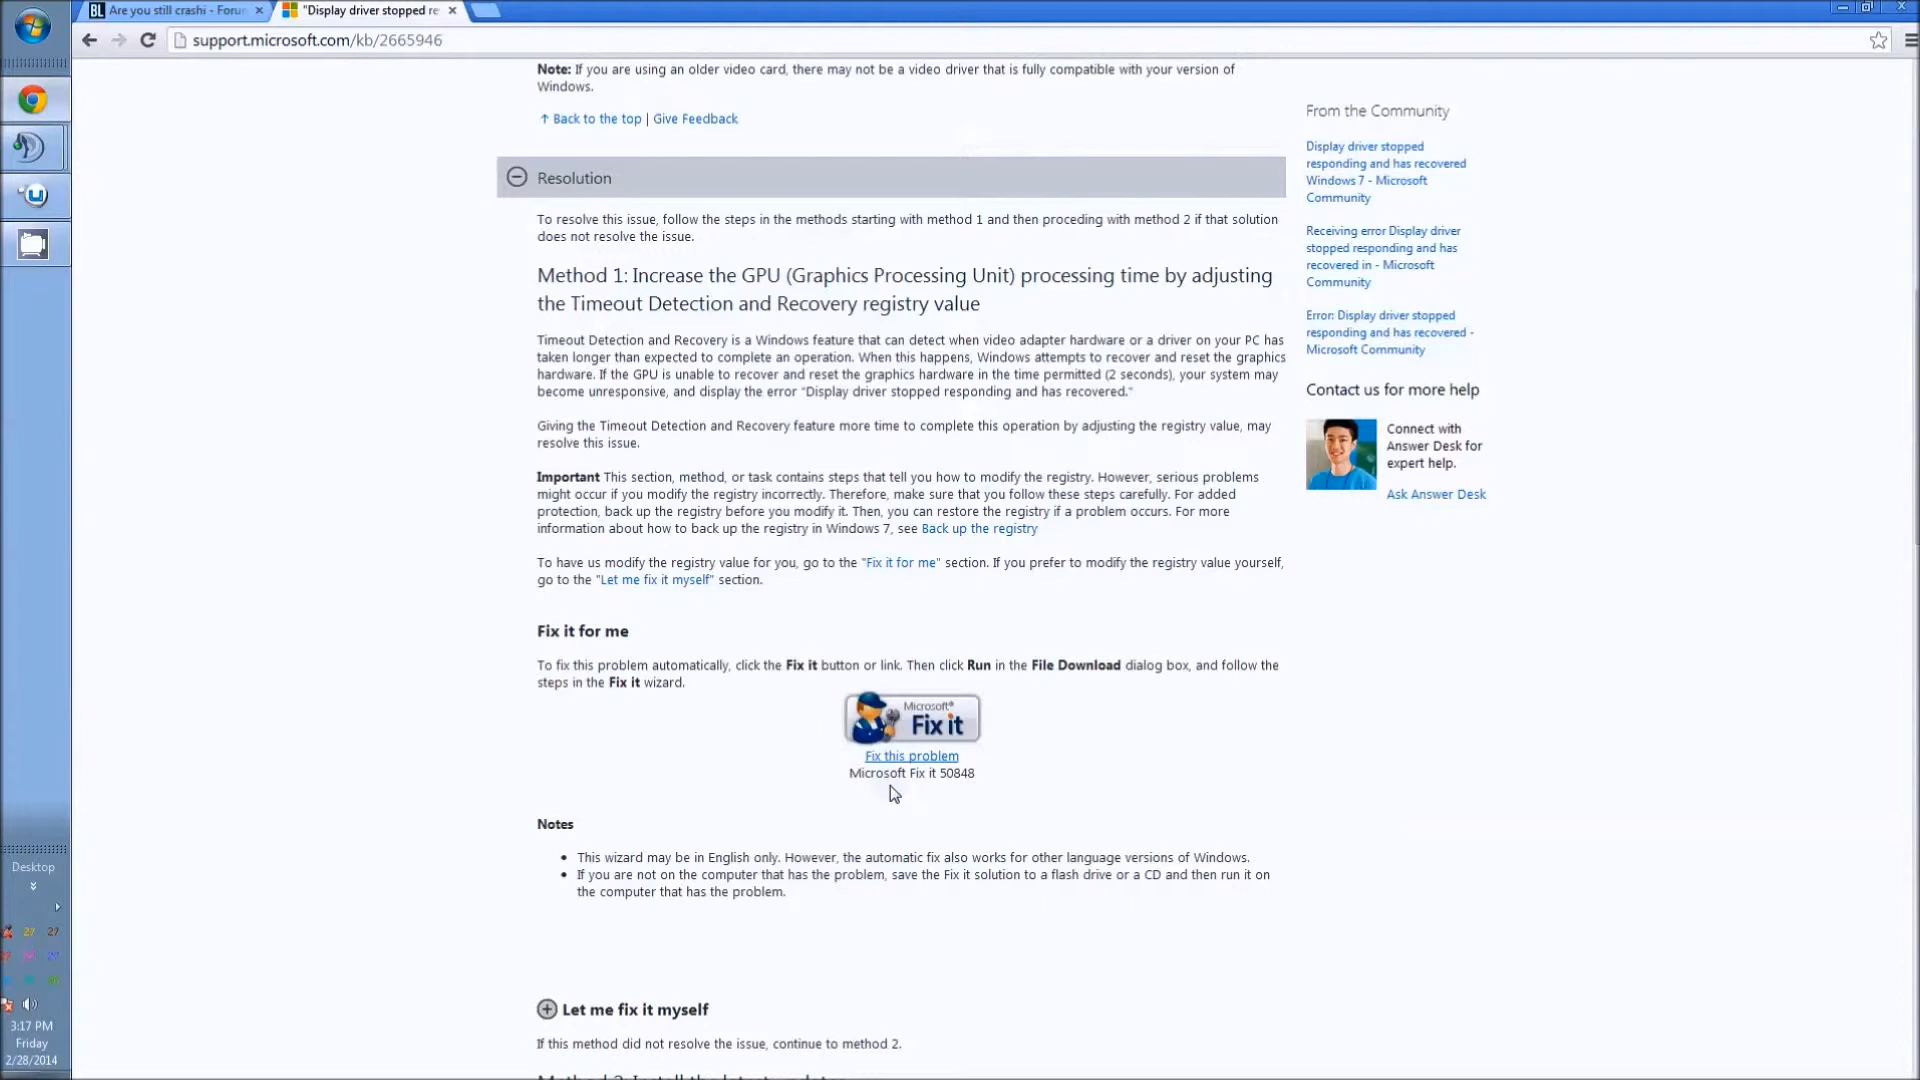 Are you still crashi - Forum
"Display driver stopped re
support.microsoft.com/kb/2665946
Note: If you are using an older video card, there may not be a video driver that is fully compatible with your version of
Windows.
Back to the top | Give Feedback
Resolution
To resolve this issue, follow the steps in the methods starting with method 1 and then proceding with method 2 if that solution
does not resolve the issue.
Method 1: Increase the GPU (Graphics Processing Unit) processing time by adjusting
the Timeout Detection and Recovery registry value
Timeout Detection and Recovery is a Windows feature that can detect when video adapter hardware or a driver on your PC has
taken longer than expected to complete an operation. When this happens, Windows attempts to recover and reset the graphics
hardware. If the GPU is unable to recover and reset the graphics hardware in the time permitted (2 seconds), your system may
become unresponsive, and display the error "Display driver stopped responding and has recovered."
Giving the Timeout Detection and Recovery feature more time to complete this operation by adjusting the registry value, may
resolve this issue.
Important This section, method, or task contains steps that tell you how to modify the registry. However, serious problems
might occur if you modify the registry incorrectly. Therefore, make sure that you follow these steps carefully. For added
protection, back up the registry before you modify it. Then, you can restore the registry if a problem occurs. For more
information about how to back up the registry in Windows 7, see Back up the registry
To have us modify the registry value for you, go to the "Fix it for me" section. If you prefer to modify the registry value yourself,
go to the "Let me fix it myself" section.
Fix it for me
To fix this problem automatically, click the Fix it button or link. Then click Run in the File Download dialog box, and follow the
steps in the Fix it wizard.
Microsoft®
Fix it
Fix this problem
Microsoft Fix it 50848
Notes
This wizard may be in English only. However, the automatic fix also works for other language versions of Windows.
If you are not on the computer that has the problem, save the Fix it solution to a flash drive or a CD and then run it on
the computer that has the problem.
Let me fix it myself
If this method did not resolve the issue, continue to method 2.
From the Community
Display driver stopped
responding and has recovered
Windows 7 - Microsoft
Community
Receiving error Display driver
stopped responding and has
recovered in - Microsoft
Community
Error: Display driver stopped
responding and has recovered -
Microsoft Community
Contact us for more help
Connect with
Answer Desk for
expert help.
Ask Answer Desk
Desktop
27 27
3:17 PM
Friday
2/28/2014